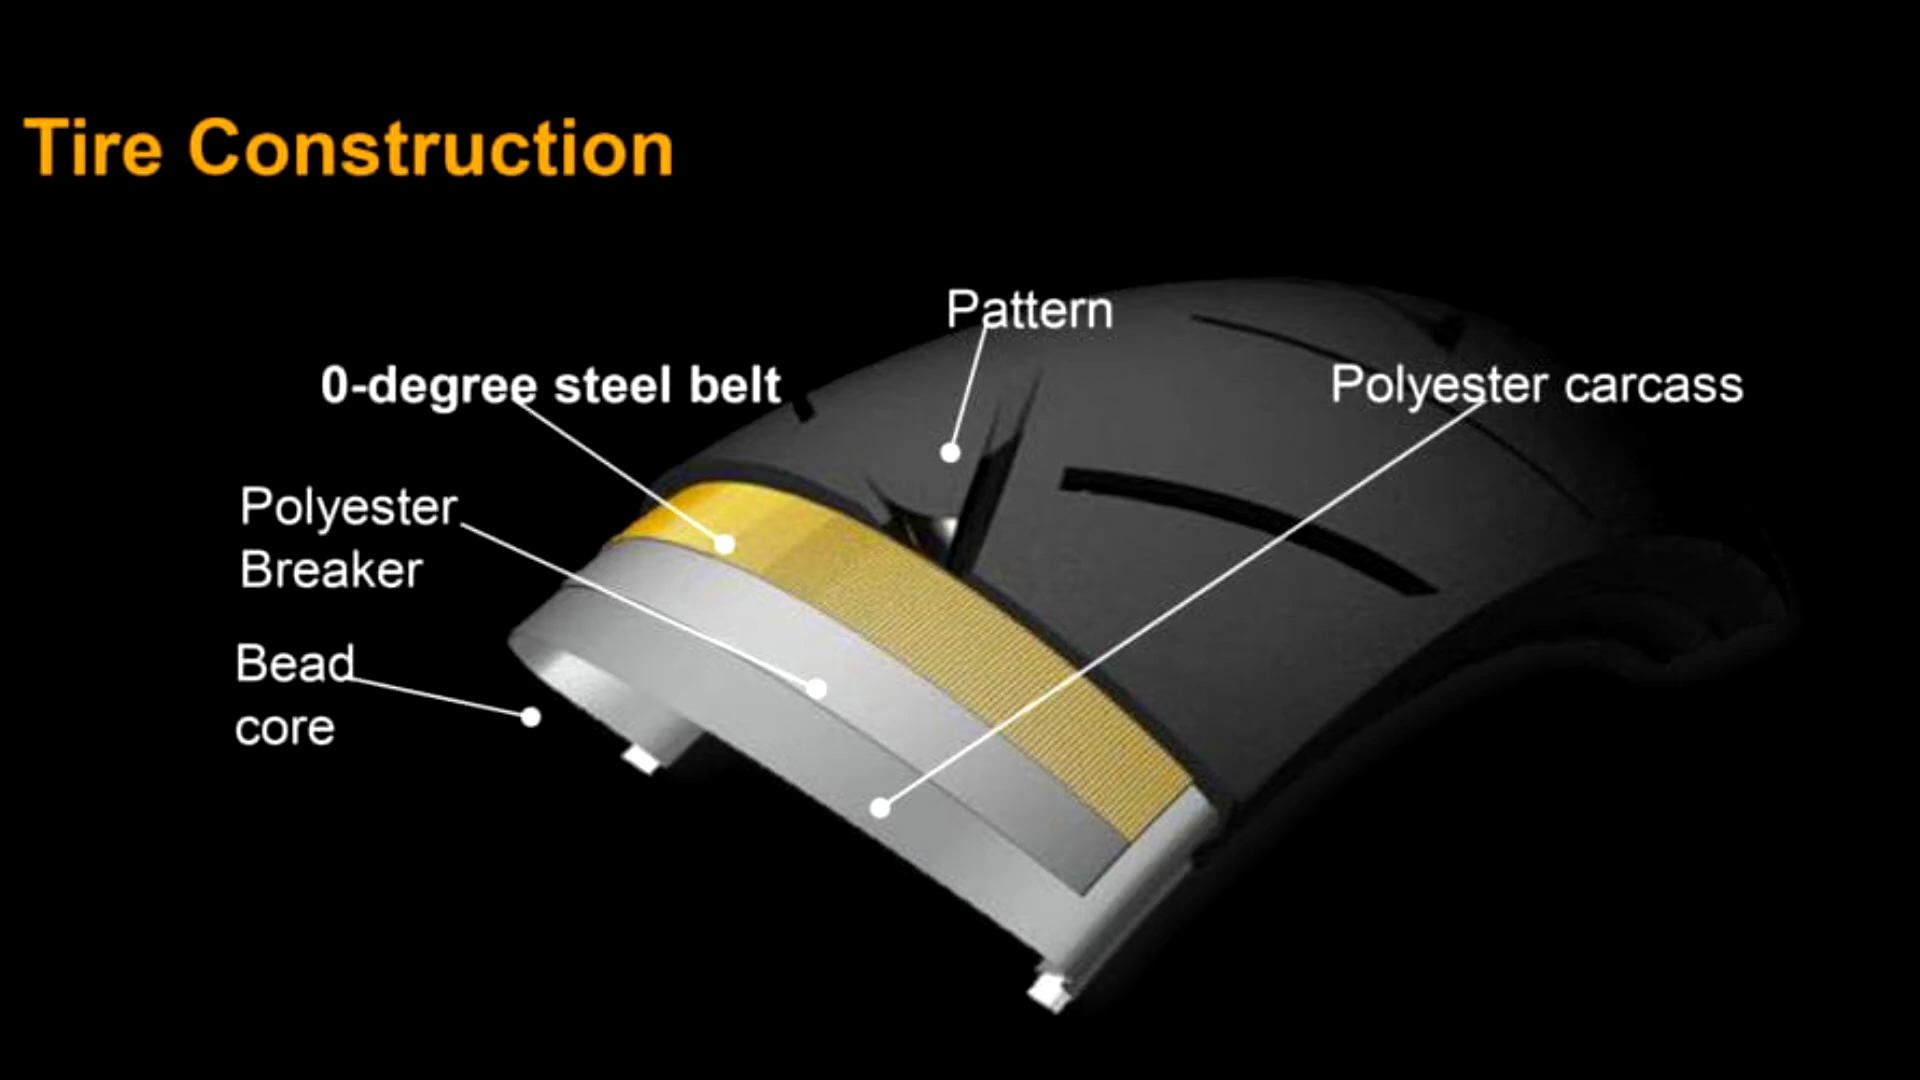 Tire Construction
Pattern
0-degree steel belt
Polyester carcass
Polyester
Breaker
Bead
core